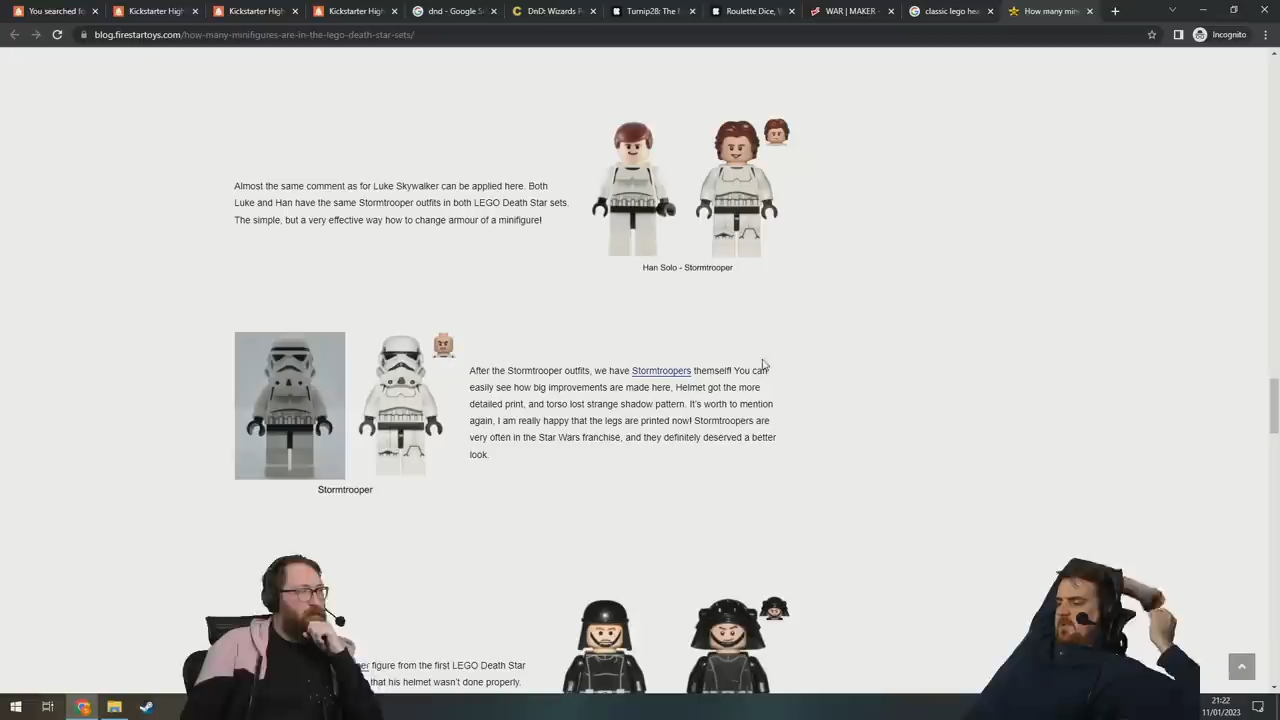 You searched fo
Kickstarter High
Kickstarter High
Kickstarter High
dnd - Google Se
DnD: Wizards Po
Turnip28: The F
Roulette Dice, W
WAR | MAKER -
classic lego hea
How many mine
blog.firestartoys.com/how-many-minifigures-are-in-the-lego-death-star-sets/
Incognito
Almost the same comment as for Luke Skywalker can be applied here. Both
Luke and Han have the same Stormtrooper outfits in both LEGO Death Star sets.
The simple, but a very effective way how to change armour of a minifigure!
Han Solo - Stormtrooper
After the Stormtrooper outfits, we have Stormtroopers themself! You can
easily see how big improvements are made here, Helmet got the more
detailed print, and torso lost strange shadow pattern. It's worth to mention
again, I am really happy that the legs are printed now! Stormtroopers are
very often in the Star Wars franchise, and they definitely deserved a better
look.
Stormtrooper
figure from the first LEGO Death Star
that his helmet wasn't done properly.
21:22
11/01/2023